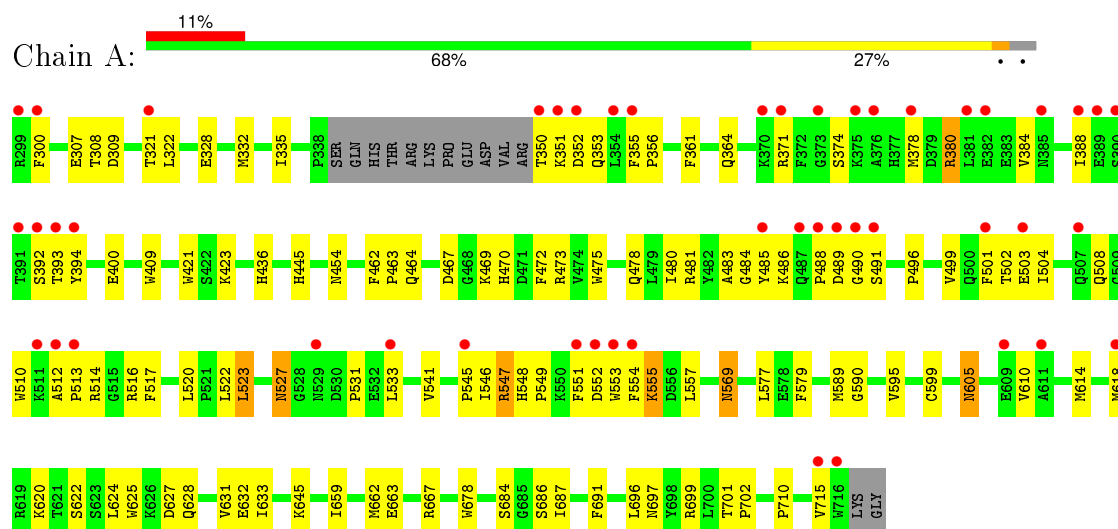 11%
Chain A:
68% 27% • •
R299 F300 E307 T308 D309 T321 L322 E328 M332 I335 P338 SER GLN HIS THR ARG LYS PRO GLU ASP VAL ARG T350 K351 D352 Q353 L354 F355 P356 F361 Q364 K370 R371 F372 G373 S374 K375 A376 H377 M378 D379 R380 L381 E382 E383 V384 N385 I388 E389 S390
T391 S392 T393 Y394 E400 W409 W421 S422 K423 H436 H445 N454 F462 P463 Q464 D467 G468 K469 H470 D471 F472 R473 V474 W475 Q478 L479 I480 R481 Y482 A483 G484 Y485 K486 Q487 P488 D489 G490 S491 P496 V499 Q500 F501 T502 E503 I504 Q507 Q508 G509
W510 K511 A512 P513 R514 G515 R516 F517 L520 P521 L522 L523 N527 G528 N529 D530 P531 E532 L533 V541 P545 I546 R547 H548 P549 K550 F551 D552 W553 F554 K555 D556 L557 N569 L577 E578 F579 M589 G590 V595 C599 N605 E609 V610 A611 M614 M618
R619 K620 T621 S622 S623 L624 W625 K626 D627 Q628 V631 E632 I633 K645 I659 M662 E663 R667 W678 S684 G685 S686 I687 F691 L696 N697 Y698 R699 L700 T701 P702 P710 V715 W716 LYS GLY